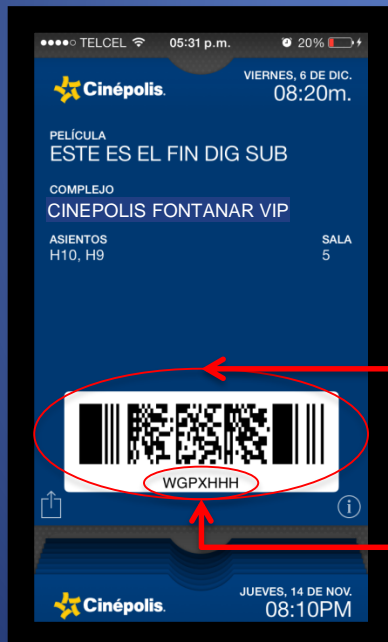 TELCEL 05:31 p.m. 20%
Cinépolis.
VIERNES, 6 DE DIC.
08:20m.
PELÍCULA
ESTE ES EL FIN DIG SUB
COMPLEJO
CINEPOLIS FONTANAR VIP
ASIENTOS SALA
H10, H9 5
WGPXHHH
Cinépolis.
JUEVES, 14 DE NOV.
08:10PM